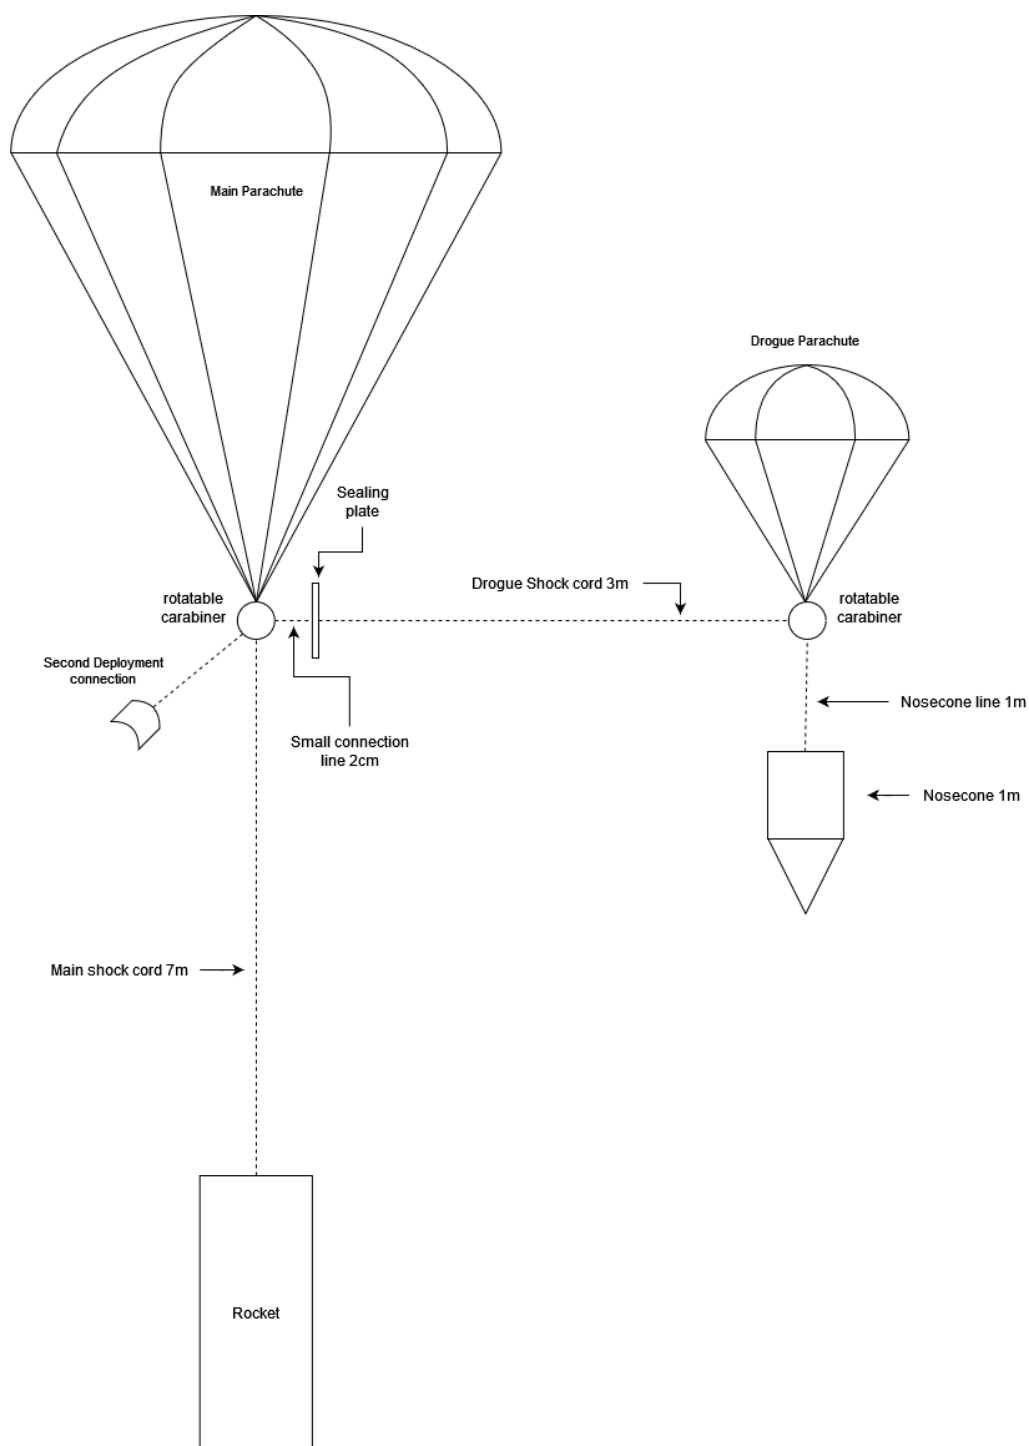 Main Parachute
Drogue Parachute
Sealing
plate
Drogue Shock cord 3m
rotatable
carabiner
rotatable
carabiner
Second Deployment
connection
Nosecone line 1m
Small connection
line 2cm
Nosecone 1m
Main shock cord 7m
Rocket